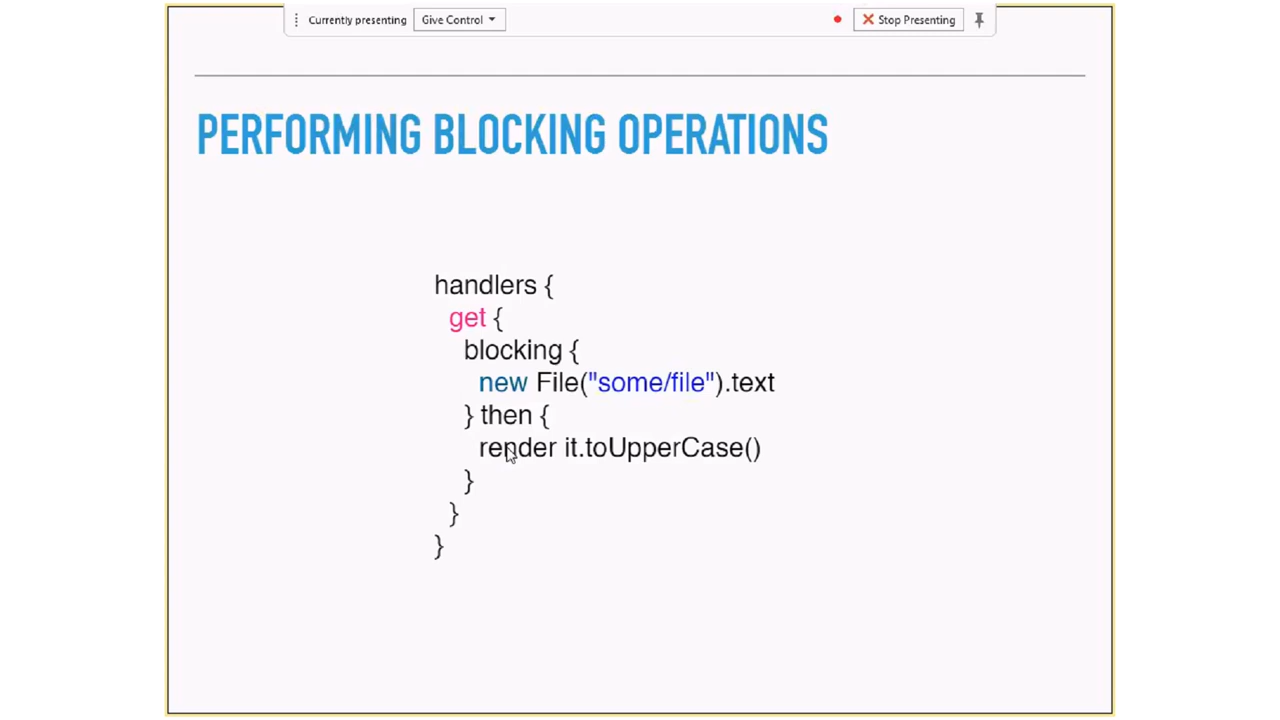 Currently presenting Give Control Stop Presenting
PERFORMING BLOCKING OPERATIONS
handlers {
get {
blocking {
new File("some/file").text
} then {
render it.toUpperCase()
}
}
}